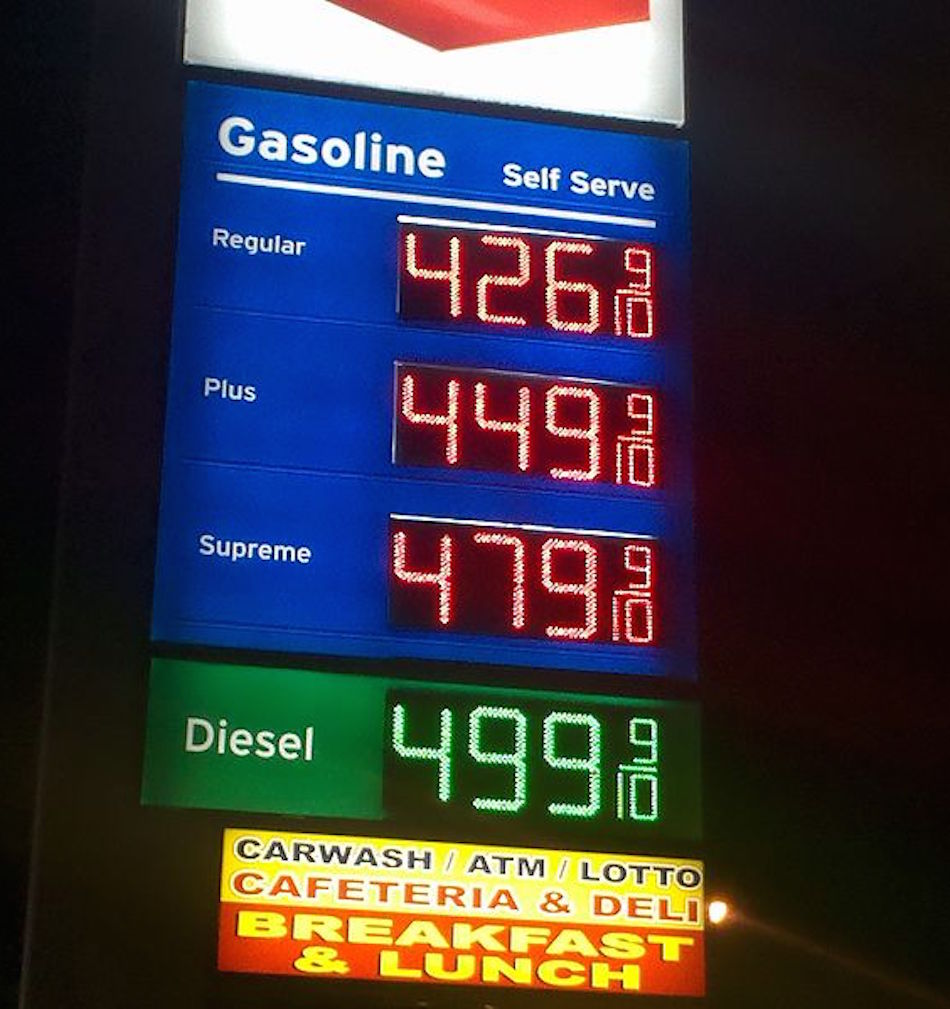 Gasoline Self Serve
Regular 426 9/10
Plus 449 9/10
Supreme 479 9/10
Diesel 499 9/10
CARWASH / ATM / LOTTO
CAFETERIA & DELI
BREAKFAST
& LUNCH